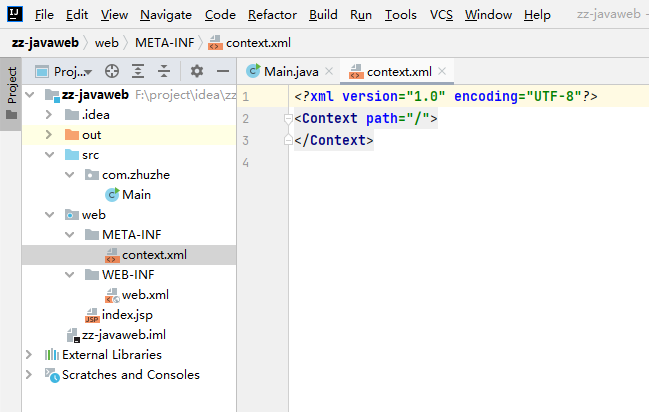 IJ File Edit View Navigate Code Refactor Build Run Tools VCS Window Help zz-javaweb -
zz-javaweb web META-INF context.xml
Project
Proj...
Main.java context.xml
zz-javaweb F:\project\idea\zz
.idea
out
src
com.zhuzhe
Main
web
META-INF
context.xml
WEB-INF
web.xml
index.jsp
zz-javaweb.iml
External Libraries
Scratches and Consoles
1 <?xml version="1.0" encoding="UTF-8"?>
2 <Context path="/">
3 </Context>
4